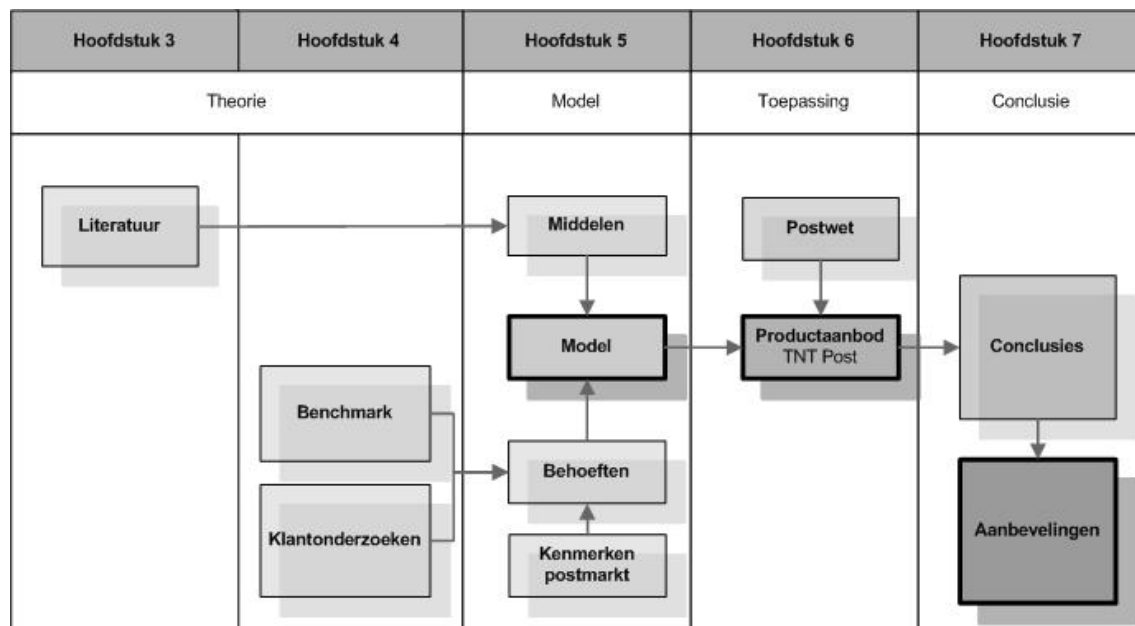 Hoofdstuk 3
Hoofdstuk 4
Hoofdstuk 5
Hoofdstuk 6
Hoofdstuk 7
Theorie
Model
Toepassing
Conclusie
Literatuur
Middelen
Postwet
Model
Productaanbod
TNT Post
Conclusies
Benchmark
Behoeften
Klantonderzoeken
Kenmerken
postmarkt
Aanbevelingen